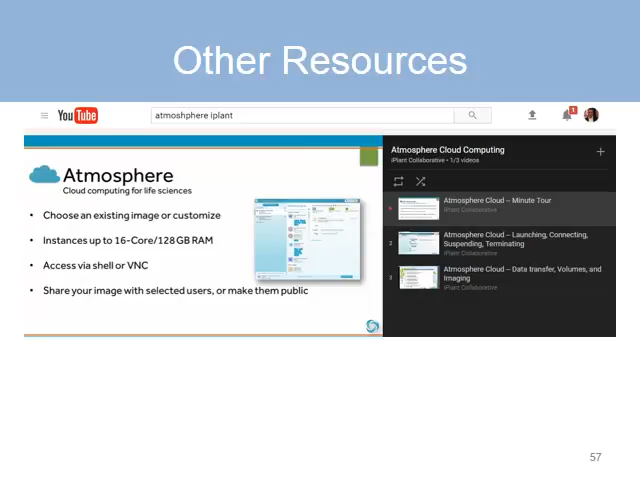 Other Resources
YouTube
atmoshphere iplant
1
Atmosphere
Cloud computing for life sciences
• Choose an existing image or customize
• Instances up to 16-Core/128 GB RAM
• Access via shell or VNC
• Share your image with selected users, or make them public
Atmosphere Cloud Computing
iPlant Collaborative • 1/3 videos
Atmosphere Cloud – Minute Tour
iPlant Collaborative
2
Atmosphere Cloud – Launching, Connecting,
Suspending, Terminating
iPlant Collaborative
3
Atmosphere Cloud – Data transfer, Volumes, and
Imaging
iPlant Collaborative
57